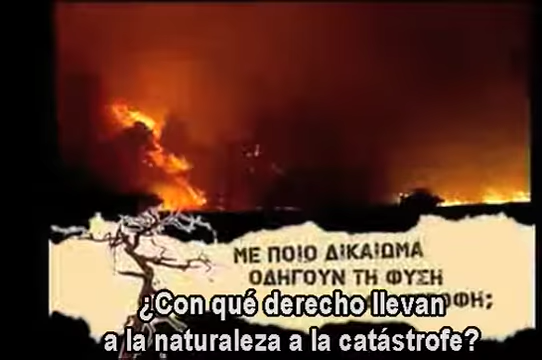 ΜΕ ΠΟΙΟ ΔΙΚΑΙΩΜΑ
ΟΔΗΓΟΥΝ ΤΗ ΦΥΣΗ
¿Con qué derecho llevan
a la naturaleza a la catástrofe?